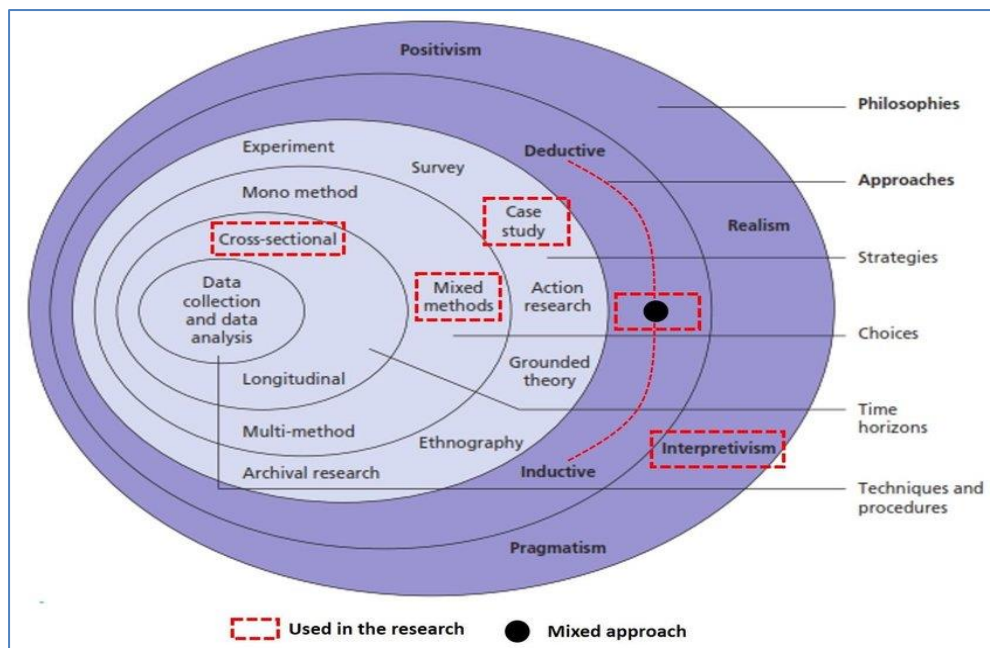 Positivism
Philosophies
Experiment
Survey
Deductive
Approaches
Mono method
Case
study
Realism
Cross-sectional
Strategies
Data
collection
and data
analysis
Mixed
methods
Action
research
Choices
Grounded
theory
Longitudinal
Time
horizons
Multi-method
Ethnography
Interpretivism
Archival research
Inductive
Techniques and
procedures
Pragmatism
Used in the research
Mixed approach